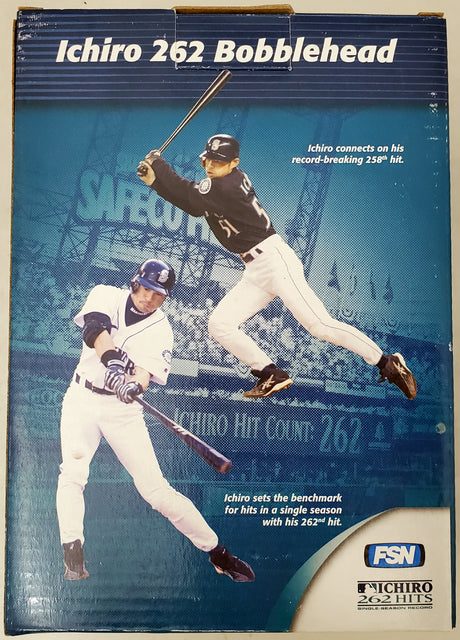 Ichiro 262 Bobblehead
Ichiro connects on his
record-breaking 258th hit.
SAFECO
51
ICHIRO HIT COUNT: 262
Ichiro sets the benchmark
for hits in a single season
with his 262nd hit.
FSN
ICHIRO
262 HITS
SINGLE-SEASON RECORD